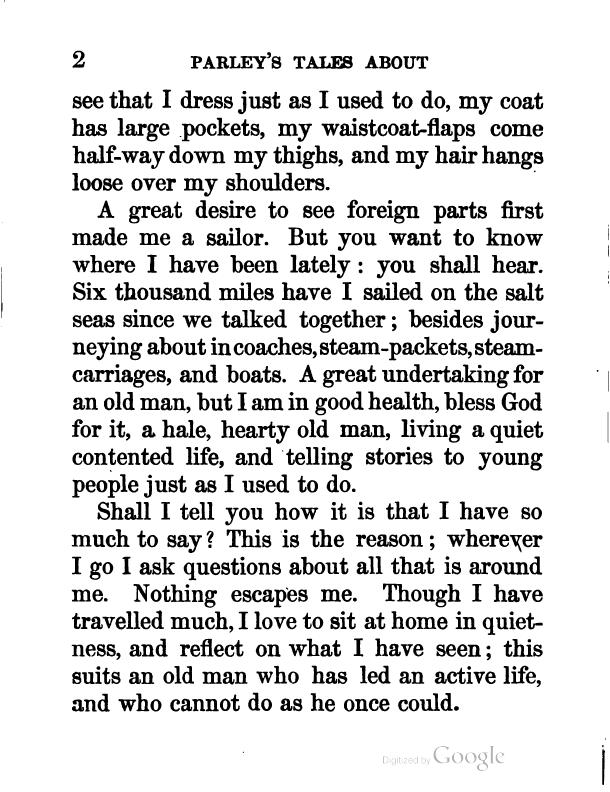 2 PARLEY'S TALES ABOUT
see that I dress just as I used to do, my coat
has large pockets, my waistcoat-flaps come
half-way down my thighs, and my hair hangs
loose over my shoulders.
A great desire to see foreign parts first
made me a sailor. But you want to know
where I have been lately : you shall hear.
Six thousand miles have I sailed on the salt
seas since we talked together ; besides jour-
neying about in coaches, steam-packets, steam-
carriages, and boats. A great undertaking for
an old man, but I am in good health, bless God
for it, a hale, hearty old man, living a quiet
contented life, and telling stories to young
people just as I used to do.
Shall I tell you how it is that I have so
much to say? This is the reason ; wherever
I go I ask questions about all that is around
me. Nothing escapes me. Though I have
travelled much, I love to sit at home in quiet-
ness, and reflect on what I have seen ; this
suits an old man who has led an active life,
and who cannot do as he once could.
Digitized by Google